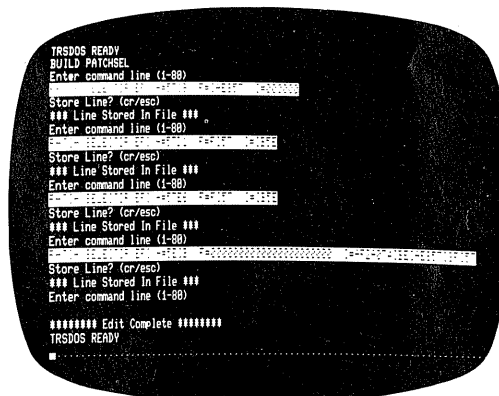 TRSDOS READY
BUILD PATCHSEL
Enter command line (1-80)
Store Line? (cr/esc)
*** Line Stored In File ***
Enter command line (1-80)
Store Line? (cr/esc)
*** Line Stored In File ***
Enter command line (1-80)
Store Line? (cr/esc)
*** Line Stored In File ***
Enter command line (1-80)
Store Line? (cr/esc)
*** Line Stored In File ***
Enter command line (1-80)
******** Edit Complete ********
TRSDOS READY